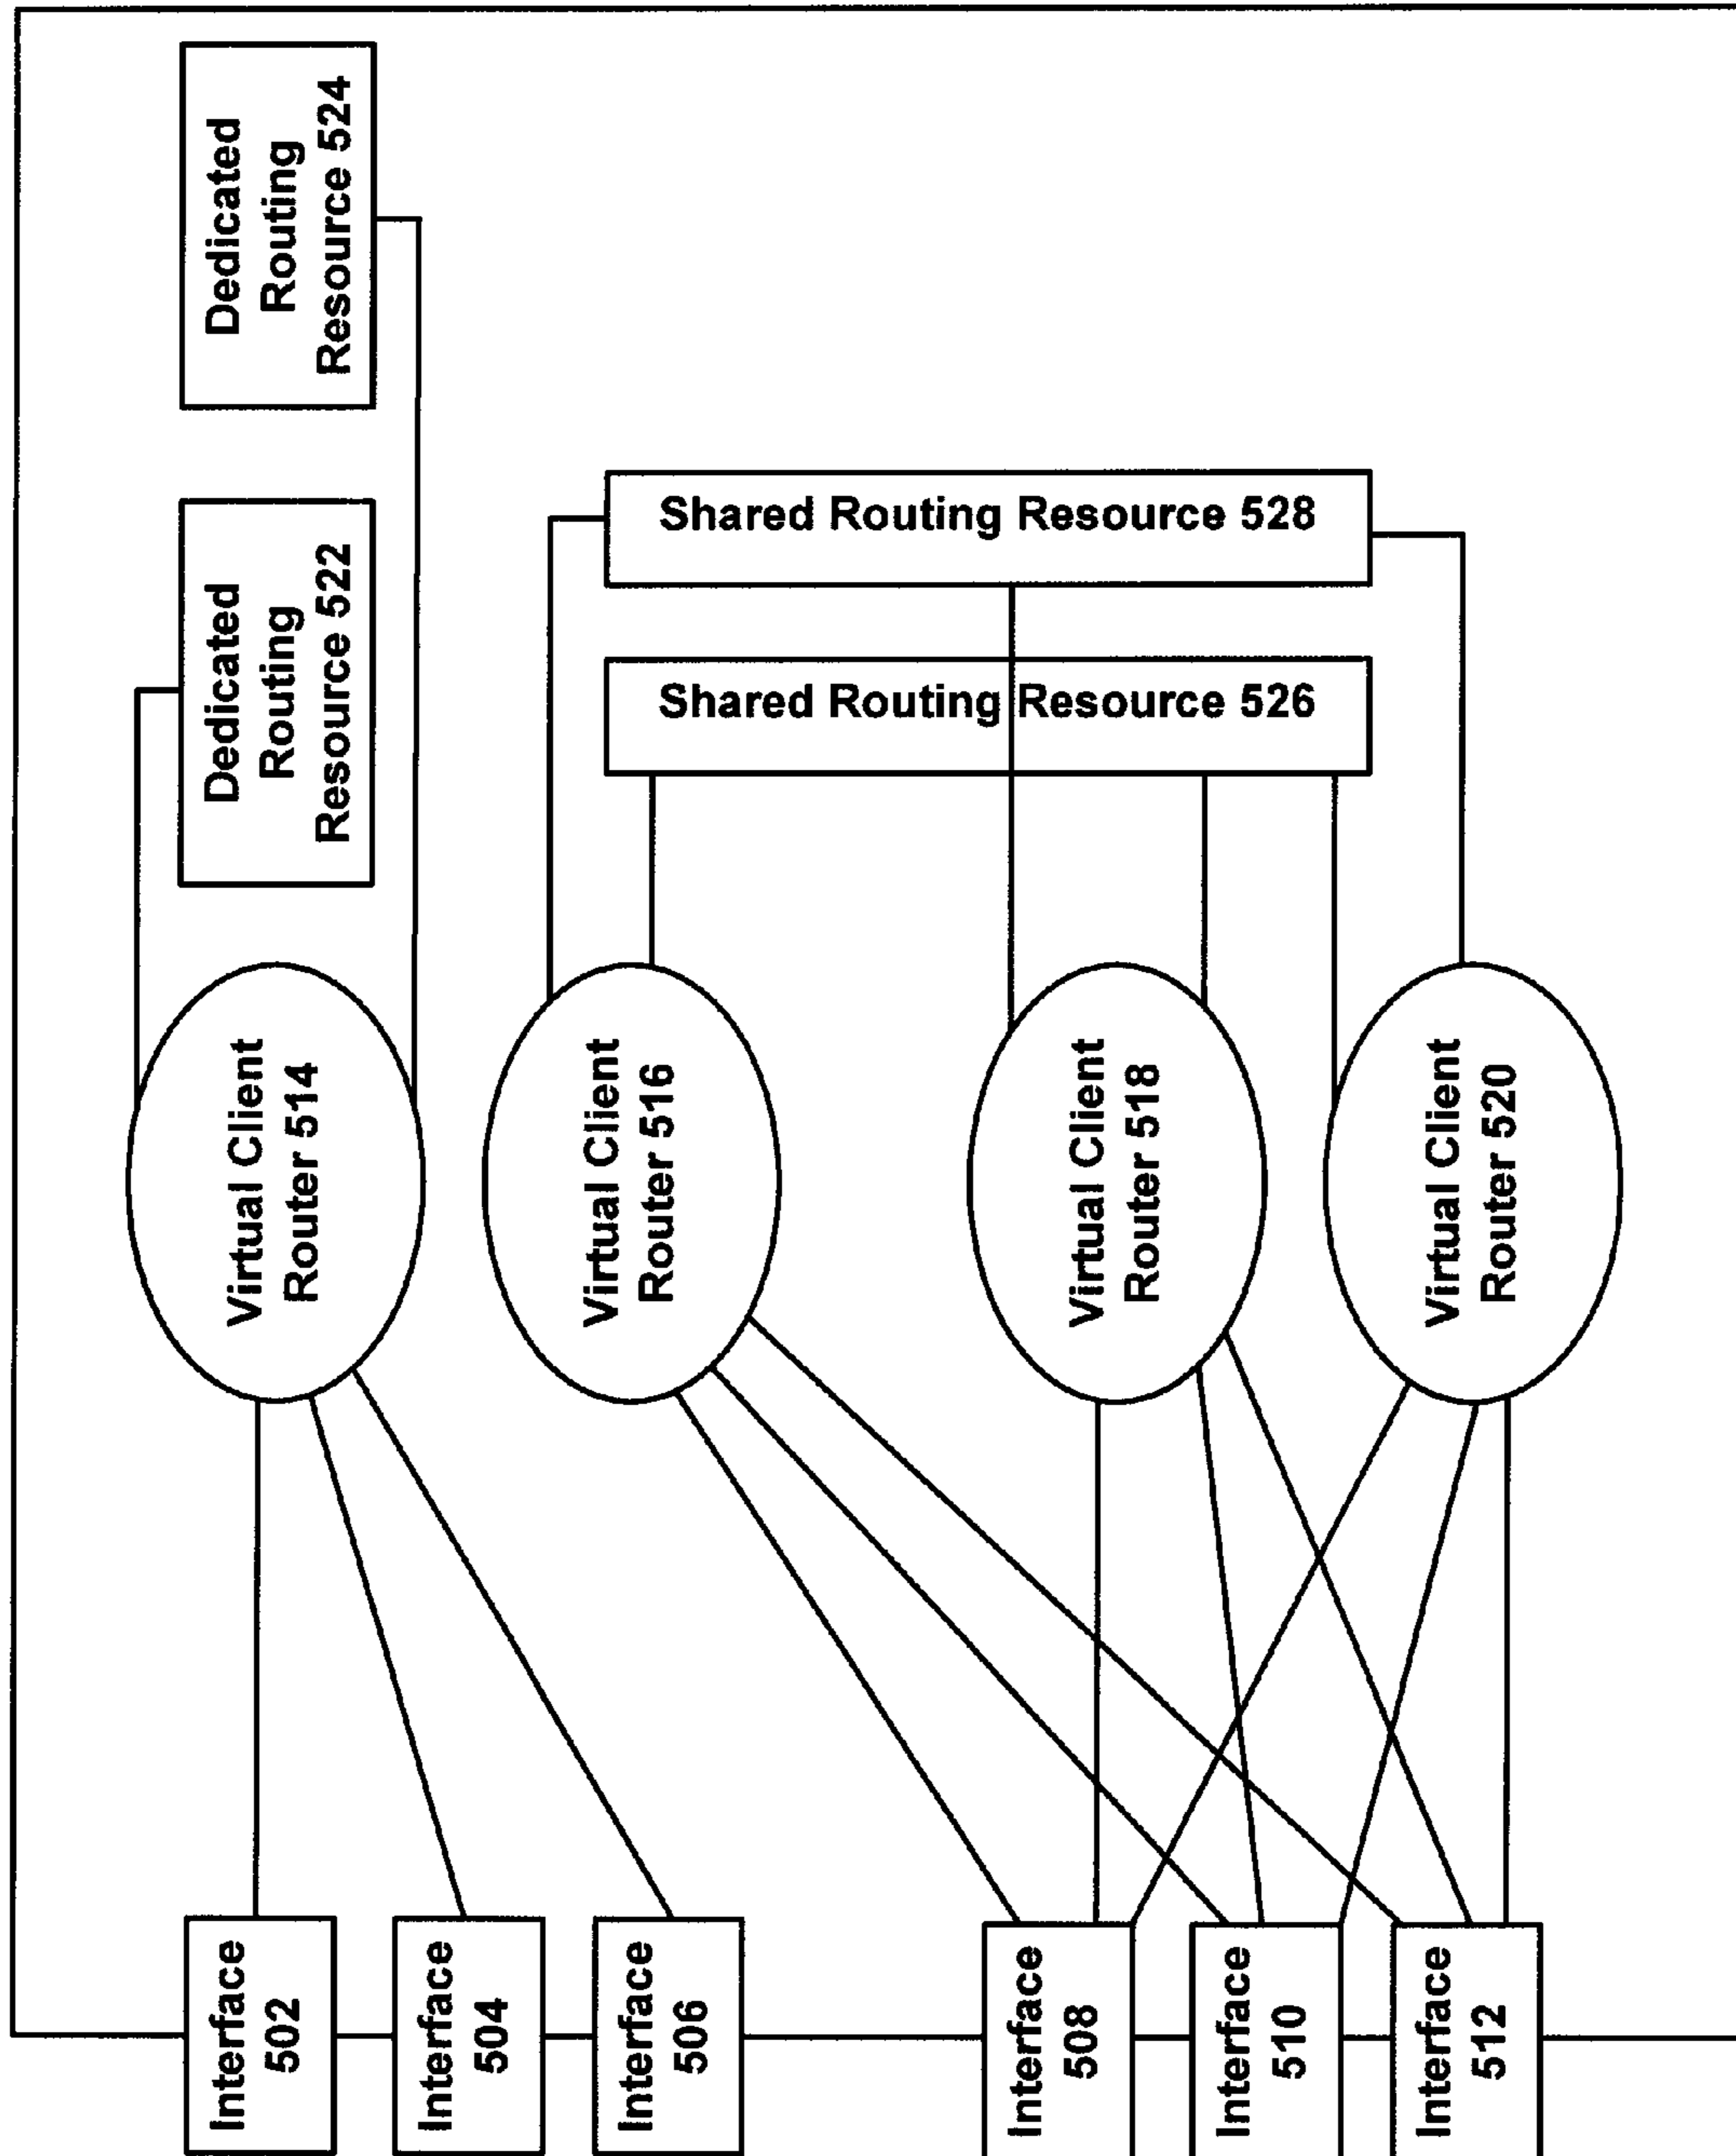 Dedicated
Routing
Resource 524
Dedicated
Routing
Resource 522
Shared Routing Resource 528
Shared Routing Resource 526
Virtual Client
Router 514
Virtual Client
Router 516
Virtual Client
Router 518
Virtual Client
Router 520
Interface
502
Interface
504
Interface
506
Interface
508
Interface
510
Interface
512